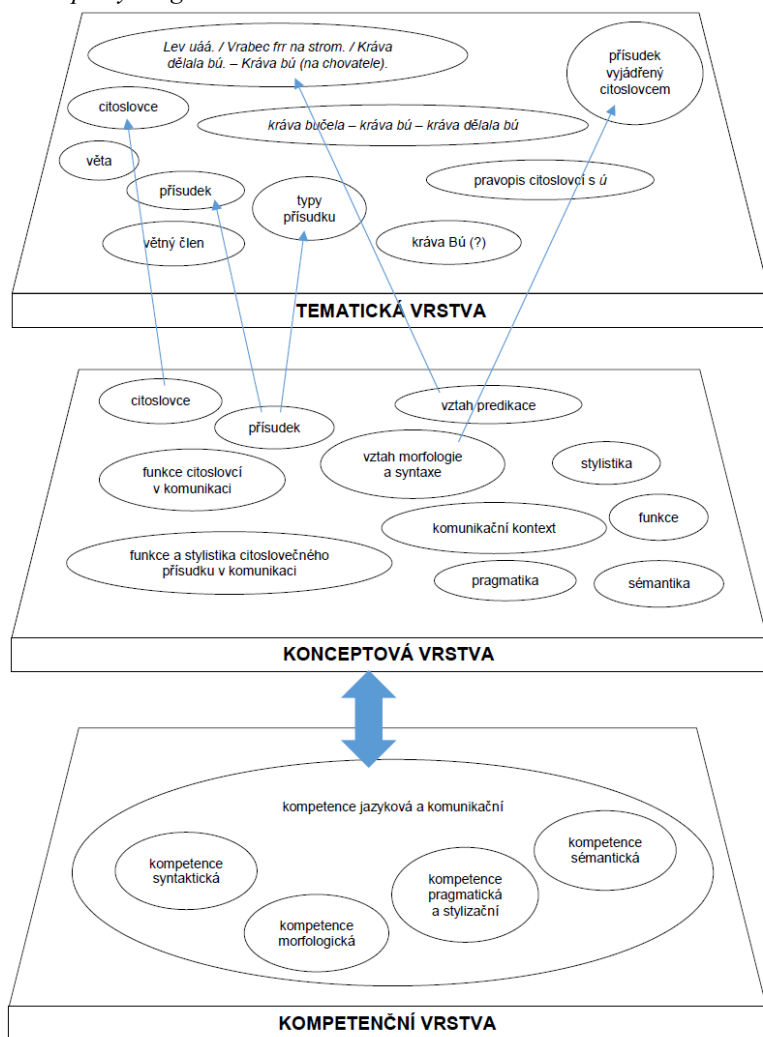 Lev uáá. / Vrabec frr na strom. / Kráva
dělala bú. – Kráva bú (na chovatele).
přísudek
vyjádřený
citoslovcem
citoslovce
kráva bučela – kráva bú – kráva dělala bú
věta
přísudek
typy
přísudku
pravopis citoslovcí s ú
větný člen
kráva Bú (?)
TEMATICKÁ VRSTVA
citoslovce
vztah predikace
přísudek
vztah morfologie
a syntaxe
stylistika
funkce citoslovcí
v komunikaci
funkce
komunikační kontext
funkce a stylistika citoslovečného
přísudku v komunikaci
pragmatika
sémantika
KONCEPTOVÁ VRSTVA
kompetence jazyková a komunikační
kompetence
sémantická
kompetence
syntaktická
kompetence
pragmatická
a stylizační
kompetence
morfologická
KOMPETENČNÍ VRSTVA